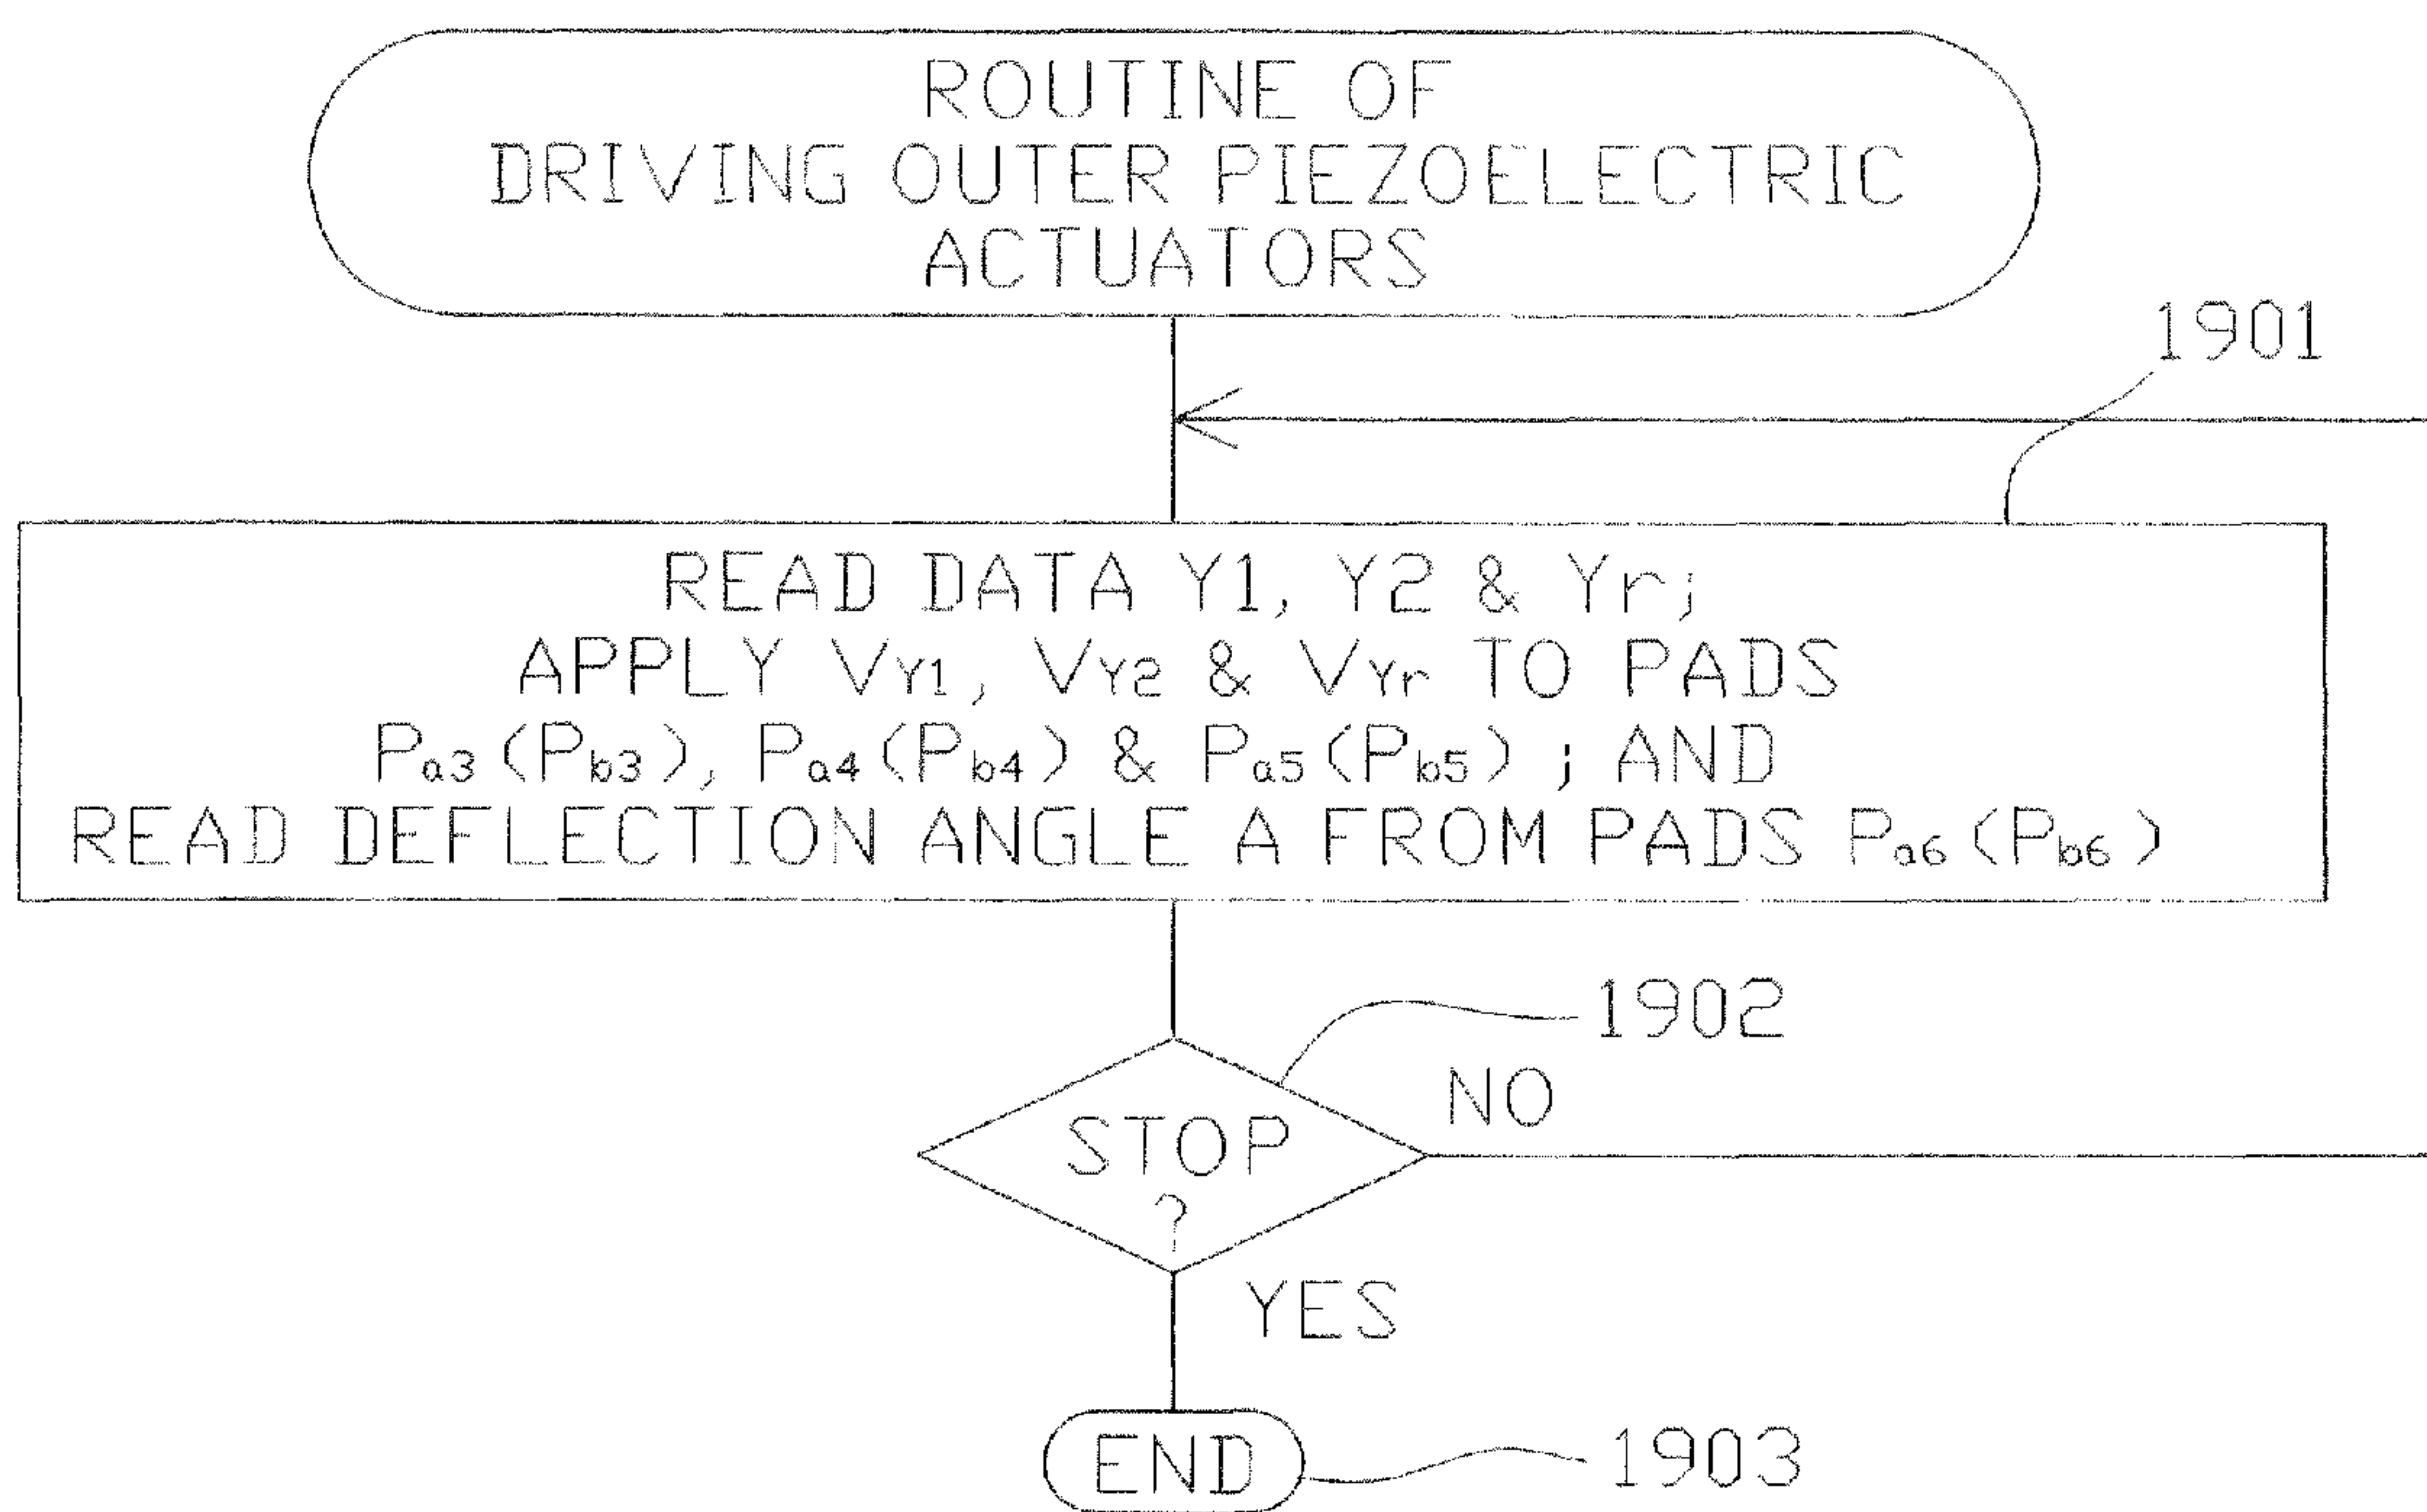 ROUTINE OF
DRIVING OUTER PIEZOELECTRIC
ACTUATORS
1901
READ DATA Y1, Y2 & Yr;
APPLY VY1, VY2 & VYr TO PADS
Pa3(Pb3), Pa4(Pb4) & Pa5(Pb5); AND
READ DEFLECTION ANGLE A FROM PADS Pa6(Pb6)
1902
NO
STOP
?
YES
END
1903